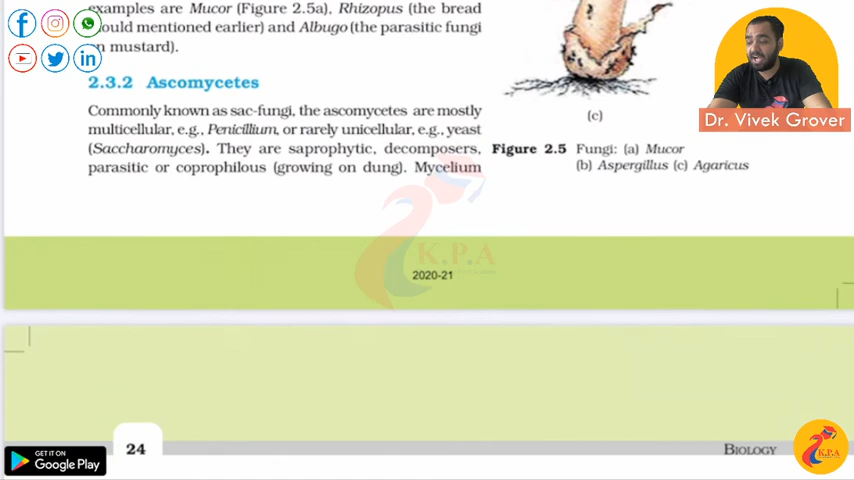 examples are Mucor (Figure 2.5a), Rhizopus (the bread
mould mentioned earlier) and Albugo (the parasitic fungi
on mustard).
2.3.2 Ascomycetes
Commonly known as sac-fungi, the ascomycetes are mostly
multicellular, e.g., Penicillium, or rarely unicellular, e.g., yeast
(Saccharomyces). They are saprophytic, decomposers,
parasitic or coprophilous (growing on dung). Mycelium
(c)
Figure 2.5 Fungi: (a) Mucor
(b) Aspergillus (c) Agaricus
Dr. Vivek Grover
K.P.A
2020-21
24
BIOLOGY
GET IT ON
Google Play
K.P.A